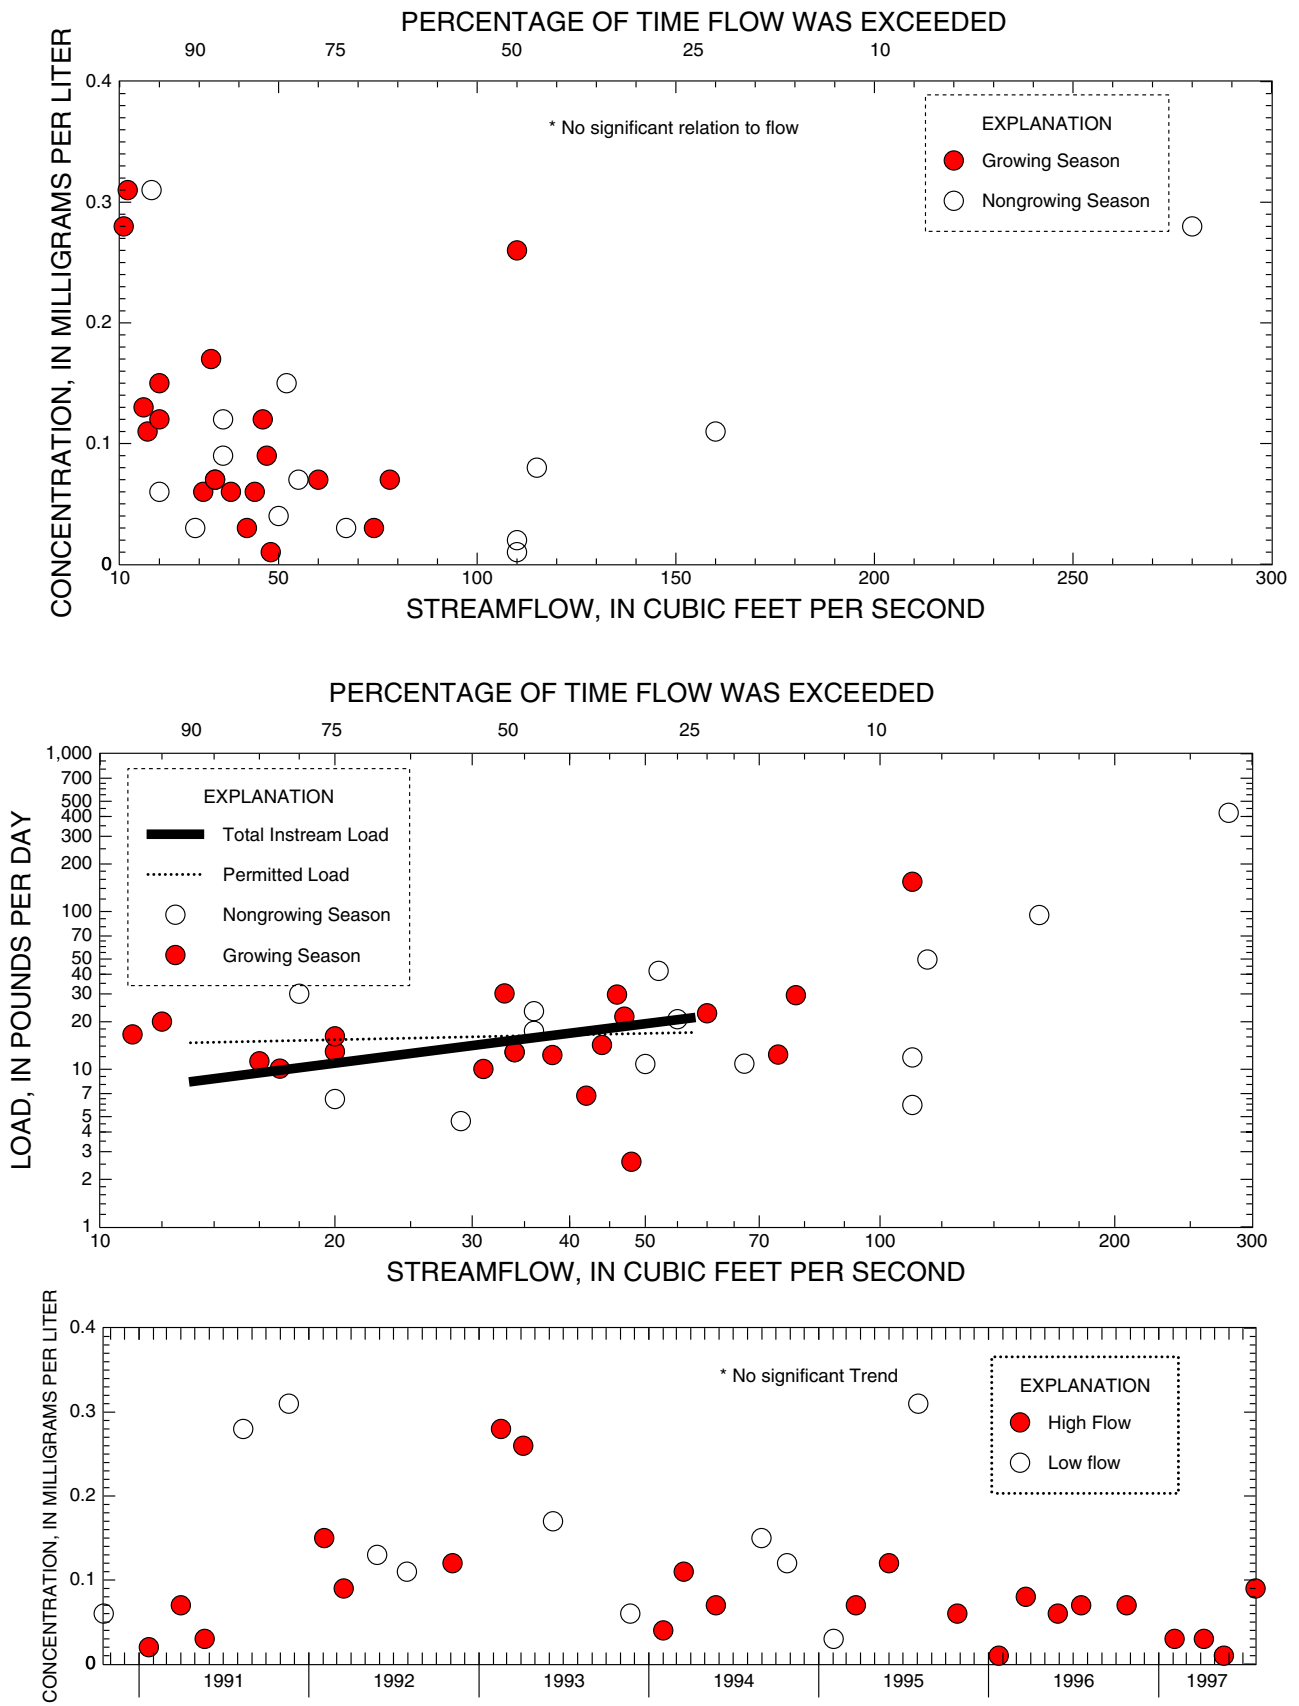 PERCENTAGE OF TIME FLOW WAS EXCEEDED
90 75 50 25 10
CONCENTRATION, IN MILLIGRAMS PER LITER
0.4
0.3
0.2
0.1
0
* No significant relation to flow
EXPLANATION
Growing Season
Nongrowing Season
10 50 100 150 200 250 300
STREAMFLOW, IN CUBIC FEET PER SECOND
PERCENTAGE OF TIME FLOW WAS EXCEEDED
90 75 50 25 10
LOAD, IN POUNDS PER DAY
1,000
700
500
400
300
200
100
70
50
40
30
20
10
7
5
4
3
2
1
EXPLANATION
Total Instream Load
Permitted Load
Nongrowing Season
Growing Season
10 20 30 40 50 70 100 200 300
STREAMFLOW, IN CUBIC FEET PER SECOND
CONCENTRATION, IN MILLIGRAMS PER LITER
0.4
0.3
0.2
0.1
0
* No significant Trend
EXPLANATION
High Flow
Low flow
1991 1992 1993 1994 1995 1996 1997